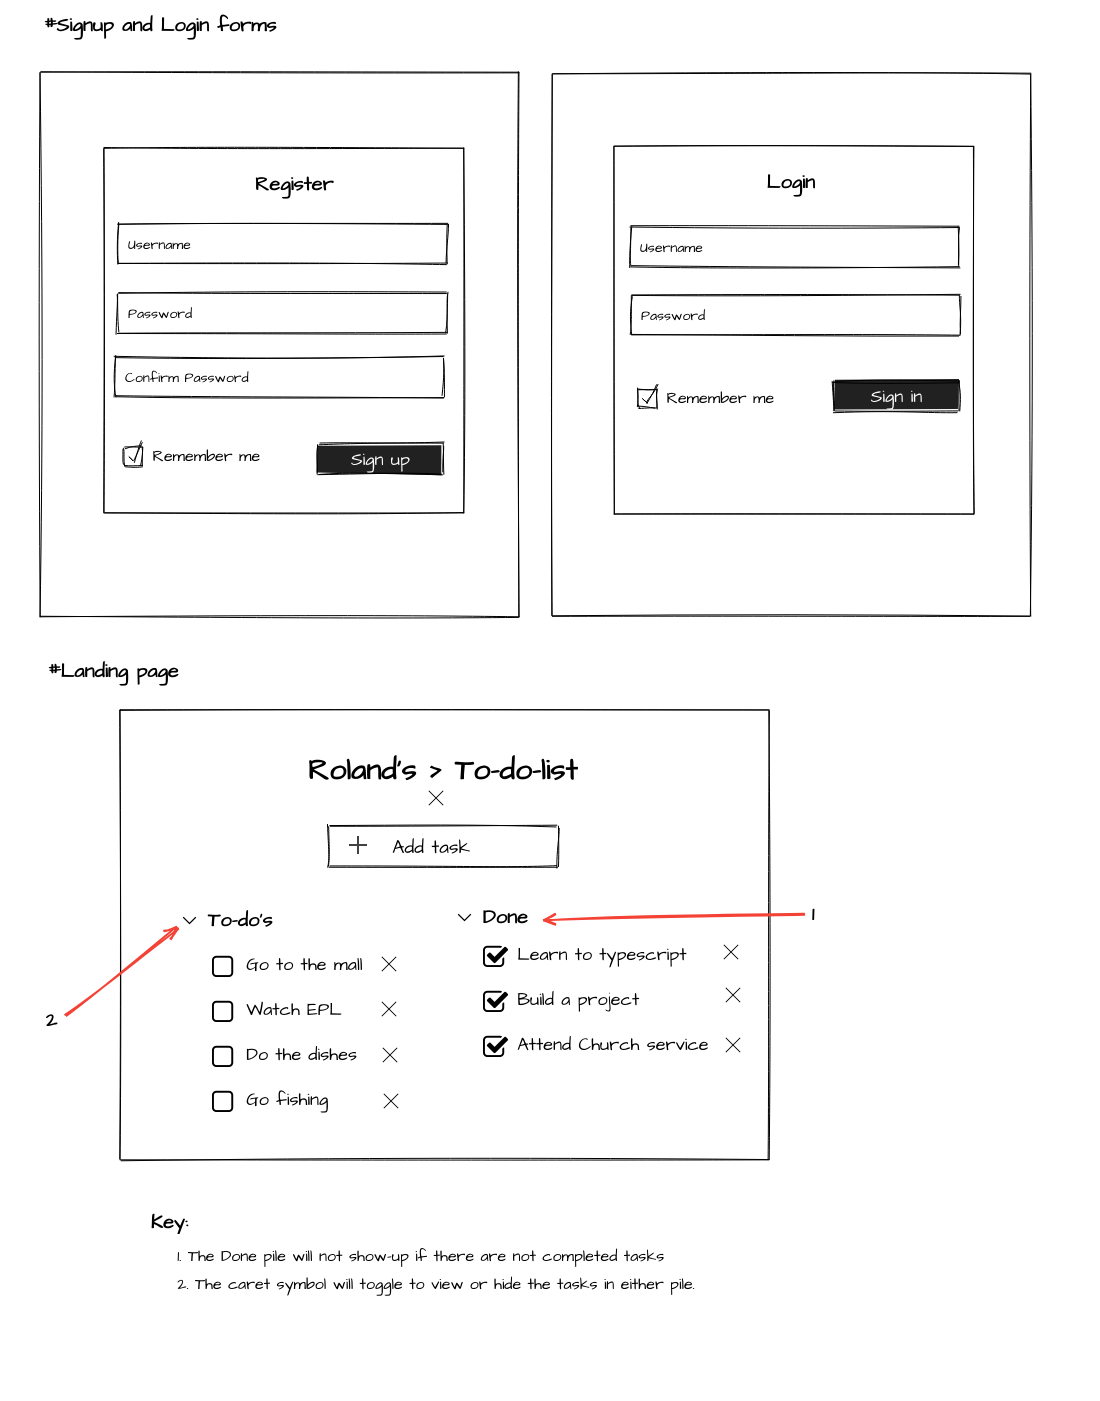 #Signup and Login forms
Register
Username
Password
Confirm Password
Remember me
Sign up
Login
Username
Password
Remember me
Sign in
#Landing page
Roland's > To-do-list
Add task
To-do's
Go to the mall
Watch EPL
Do the dishes
Go fishing
Done
Learn to typescript
Build a project
Attend Church service
1
2
Key:
1. The Done pile will not show-up if there are not completed tasks
2. The caret symbol will toggle to view or hide the tasks in either pile.